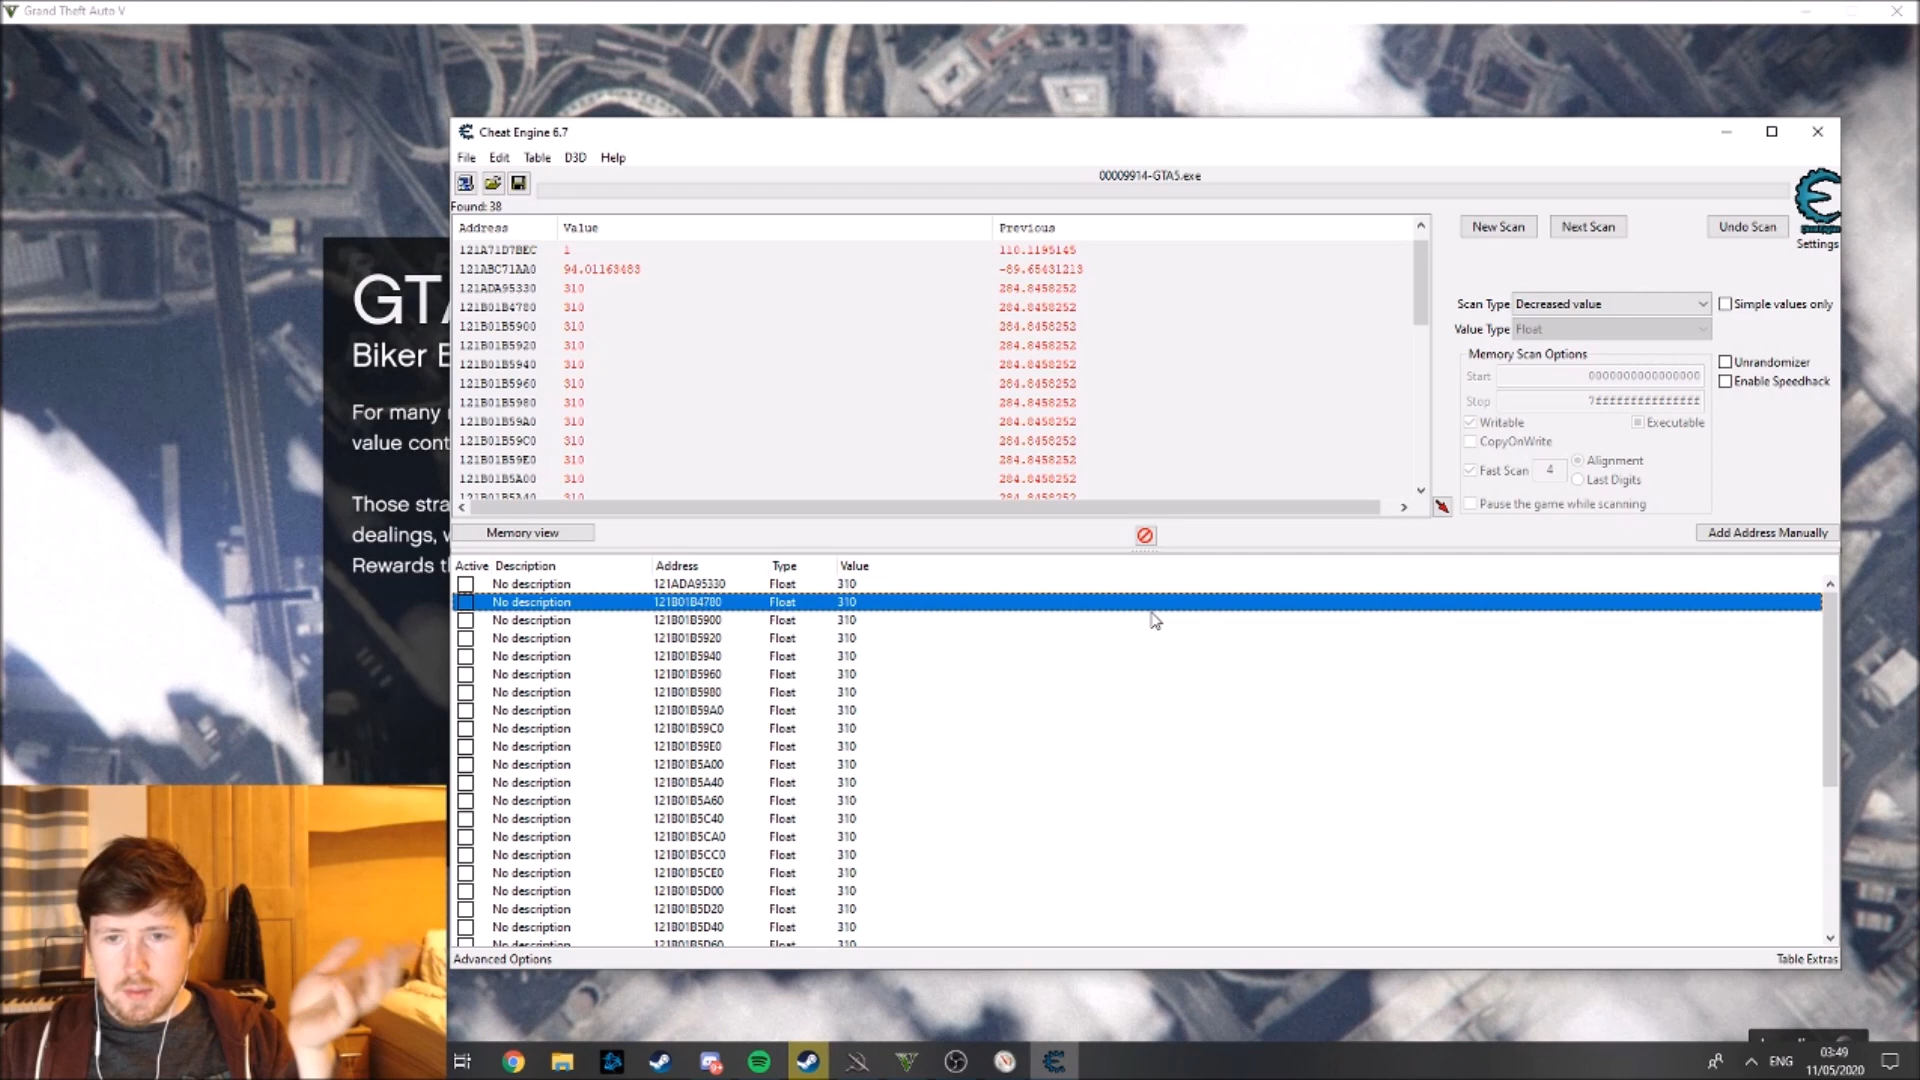 Grand Theft Auto V
Cheat Engine 6.7
File Edit Table D3D Help
00009914-GTA5.exe
Found: 38
Address Value Previous
121A71D7BEC 1 110.1195145
121ABC71AA0 94.01163483 -89.65431213
121ADA95330 310 284.8458252
121B01B4780 310 284.8458252
121B01B5900 310 284.8458252
121B01B5920 310 284.8458252
121B01B5940 310 284.8458252
121B01B5960 310 284.8458252
121B01B5980 310 284.8458252
121B01B59A0 310 284.8458252
121B01B59C0 310 284.8458252
121B01B59E0 310 284.8458252
121B01B5A00 310 284.8458252
121B01B5A40 310 284.8458252
New Scan Next Scan Undo Scan
Settings
Scan Type Decreased value Simple values only
Value Type Float
Memory Scan Options
Start 0000000000000000
Stop 7fffffffffffffff
Unrandomizer
Enable Speedhack
Writable Executable
CopyOnWrite
Fast Scan 4 Alignment
Last Digits
Pause the game while scanning
Memory view Add Address Manually
Active Description Address Type Value
No description 121ADA95330 Float 310
No description 121B01B4780 Float 310
No description 121B01B5900 Float 310
No description 121B01B5920 Float 310
No description 121B01B5940 Float 310
No description 121B01B5960 Float 310
No description 121B01B5980 Float 310
No description 121B01B59A0 Float 310
No description 121B01B59C0 Float 310
No description 121B01B59E0 Float 310
No description 121B01B5A00 Float 310
No description 121B01B5A40 Float 310
No description 121B01B5A60 Float 310
No description 121B01B5C40 Float 310
No description 121B01B5CA0 Float 310
No description 121B01B5CC0 Float 310
No description 121B01B5CE0 Float 310
No description 121B01B5D00 Float 310
No description 121B01B5D20 Float 310
No description 121B01B5D40 Float 310
No description 121B01B5D60 Float 310
Advanced Options Table Extras
GTA
Biker B
For many
value cont
Those stra
dealings, w
Rewards t
ENG
03:49
11/05/2020